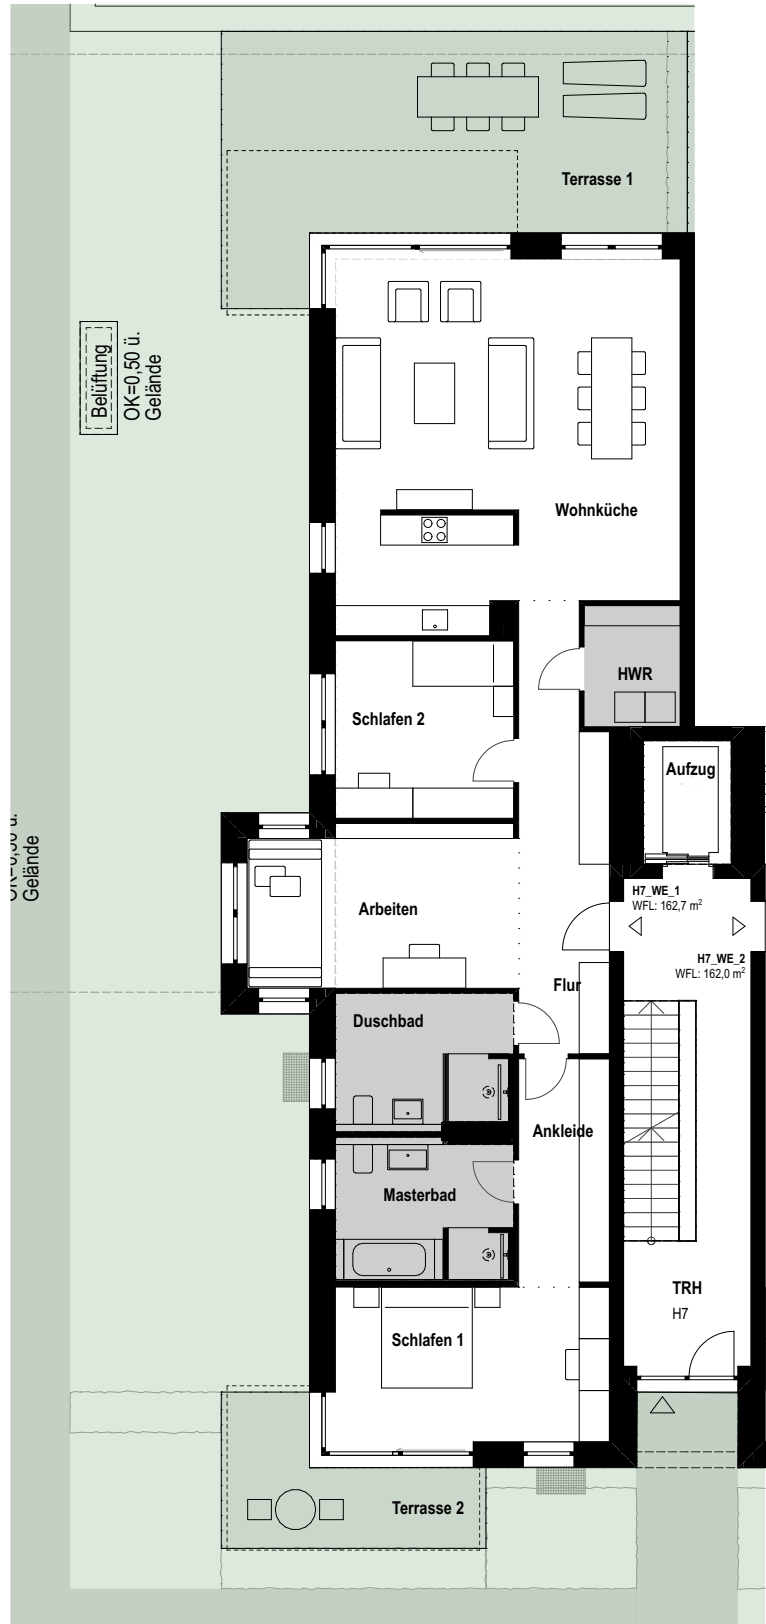 Terrasse 1
Belüftung
OK=0,50 ü.
Gelände
Wohnküche
HWR
Schlafen 2
Aufzug
Gelände
H7_WE_1
WFL: 162,7 m²
Arbeiten
H7_WE_2
WFL: 162,0 m²
Flur
Duschbad
Ankleide
Masterbad
TRH
H7
Schlafen 1
Terrasse 2